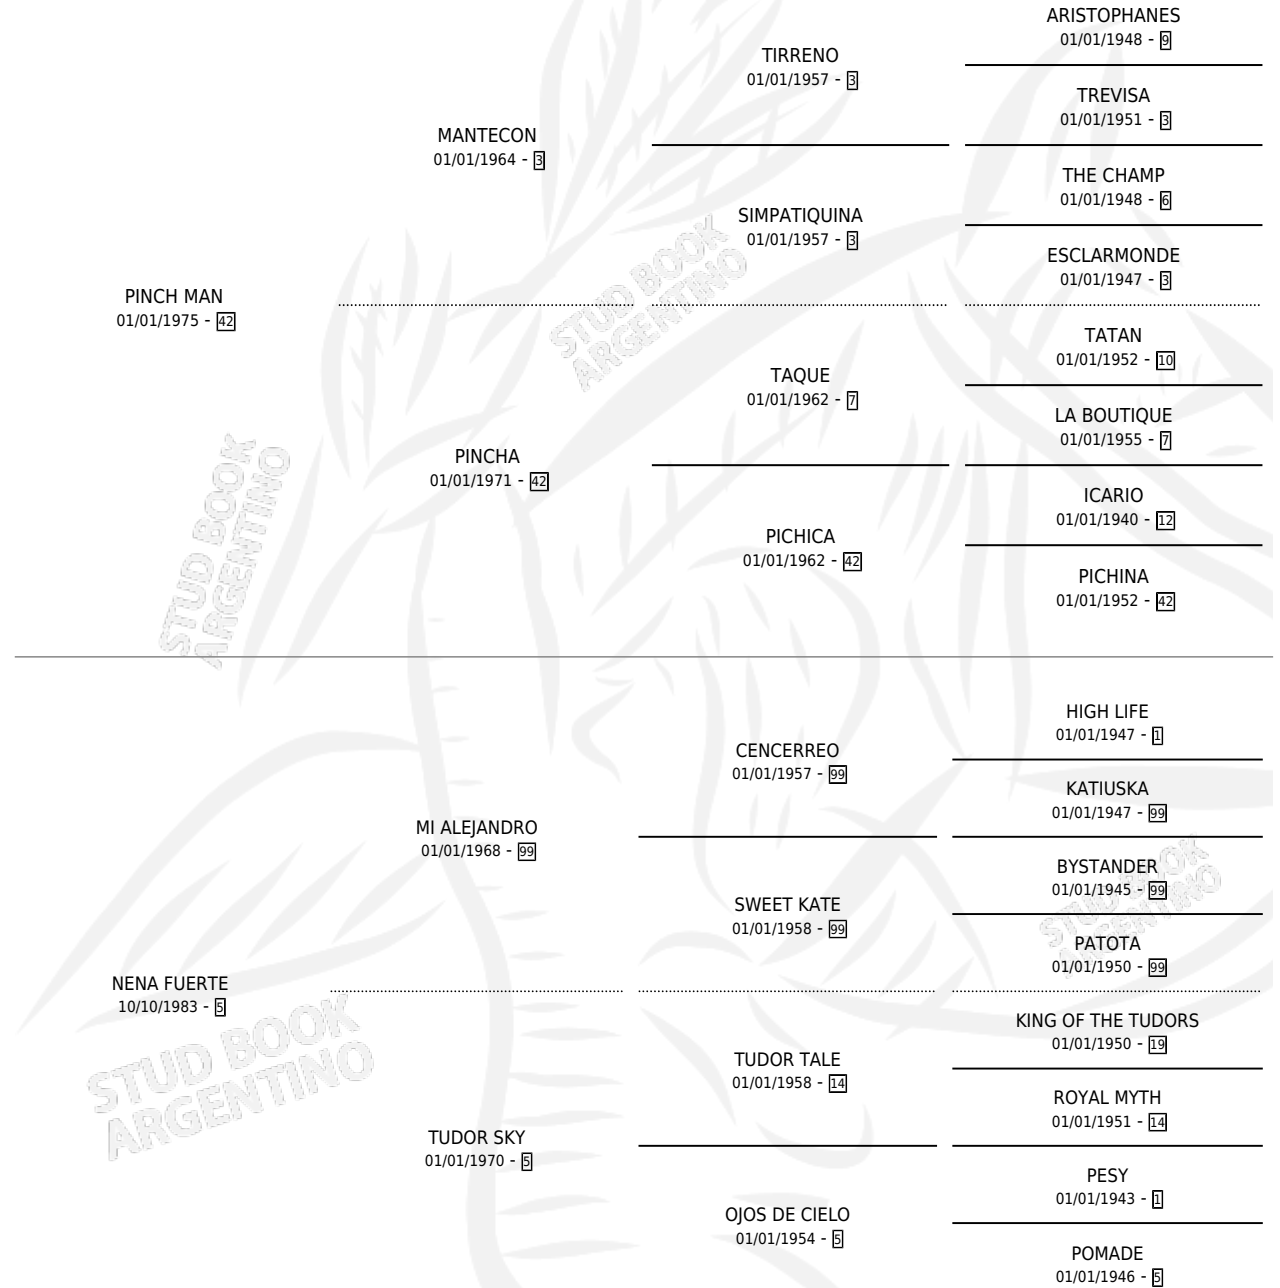 PINCH MAN
01/01/1975 - 42
MANTECON
01/01/1964 - 3
TIRRENO
01/01/1957 - 3
ARISTOPHANES
01/01/1948 - 9
TREVISA
01/01/1951 - 3
SIMPATIQUINA
01/01/1957 - 3
THE CHAMP
01/01/1948 - 6
ESCLARMONDE
01/01/1947 - 3
PINCHA
01/01/1971 - 42
TAQUE
01/01/1962 - 7
TATAN
01/01/1952 - 10
LA BOUTIQUE
01/01/1955 - 7
PICHICA
01/01/1962 - 42
ICARIO
01/01/1940 - 12
PICHINA
01/01/1952 - 42
NENA FUERTE
10/10/1983 - 5
MI ALEJANDRO
01/01/1968 - 99
CENCERREO
01/01/1957 - 99
HIGH LIFE
01/01/1947 - 1
KATIUSKA
01/01/1947 - 99
SWEET KATE
01/01/1958 - 99
BYSTANDER
01/01/1945 - 99
PATOTA
01/01/1950 - 99
TUDOR SKY
01/01/1970 - 5
TUDOR TALE
01/01/1958 - 14
KING OF THE TUDORS
01/01/1950 - 19
ROYAL MYTH
01/01/1951 - 14
OJOS DE CIELO
01/01/1954 - 5
PESY
01/01/1943 - 1
POMADE
01/01/1946 - 5
STUD BOOK
ARGENTINO
STUD BOOK
ARGENTINO
STUD BOOK
ARGENTINO
STUD BOOK
ARGENTINO